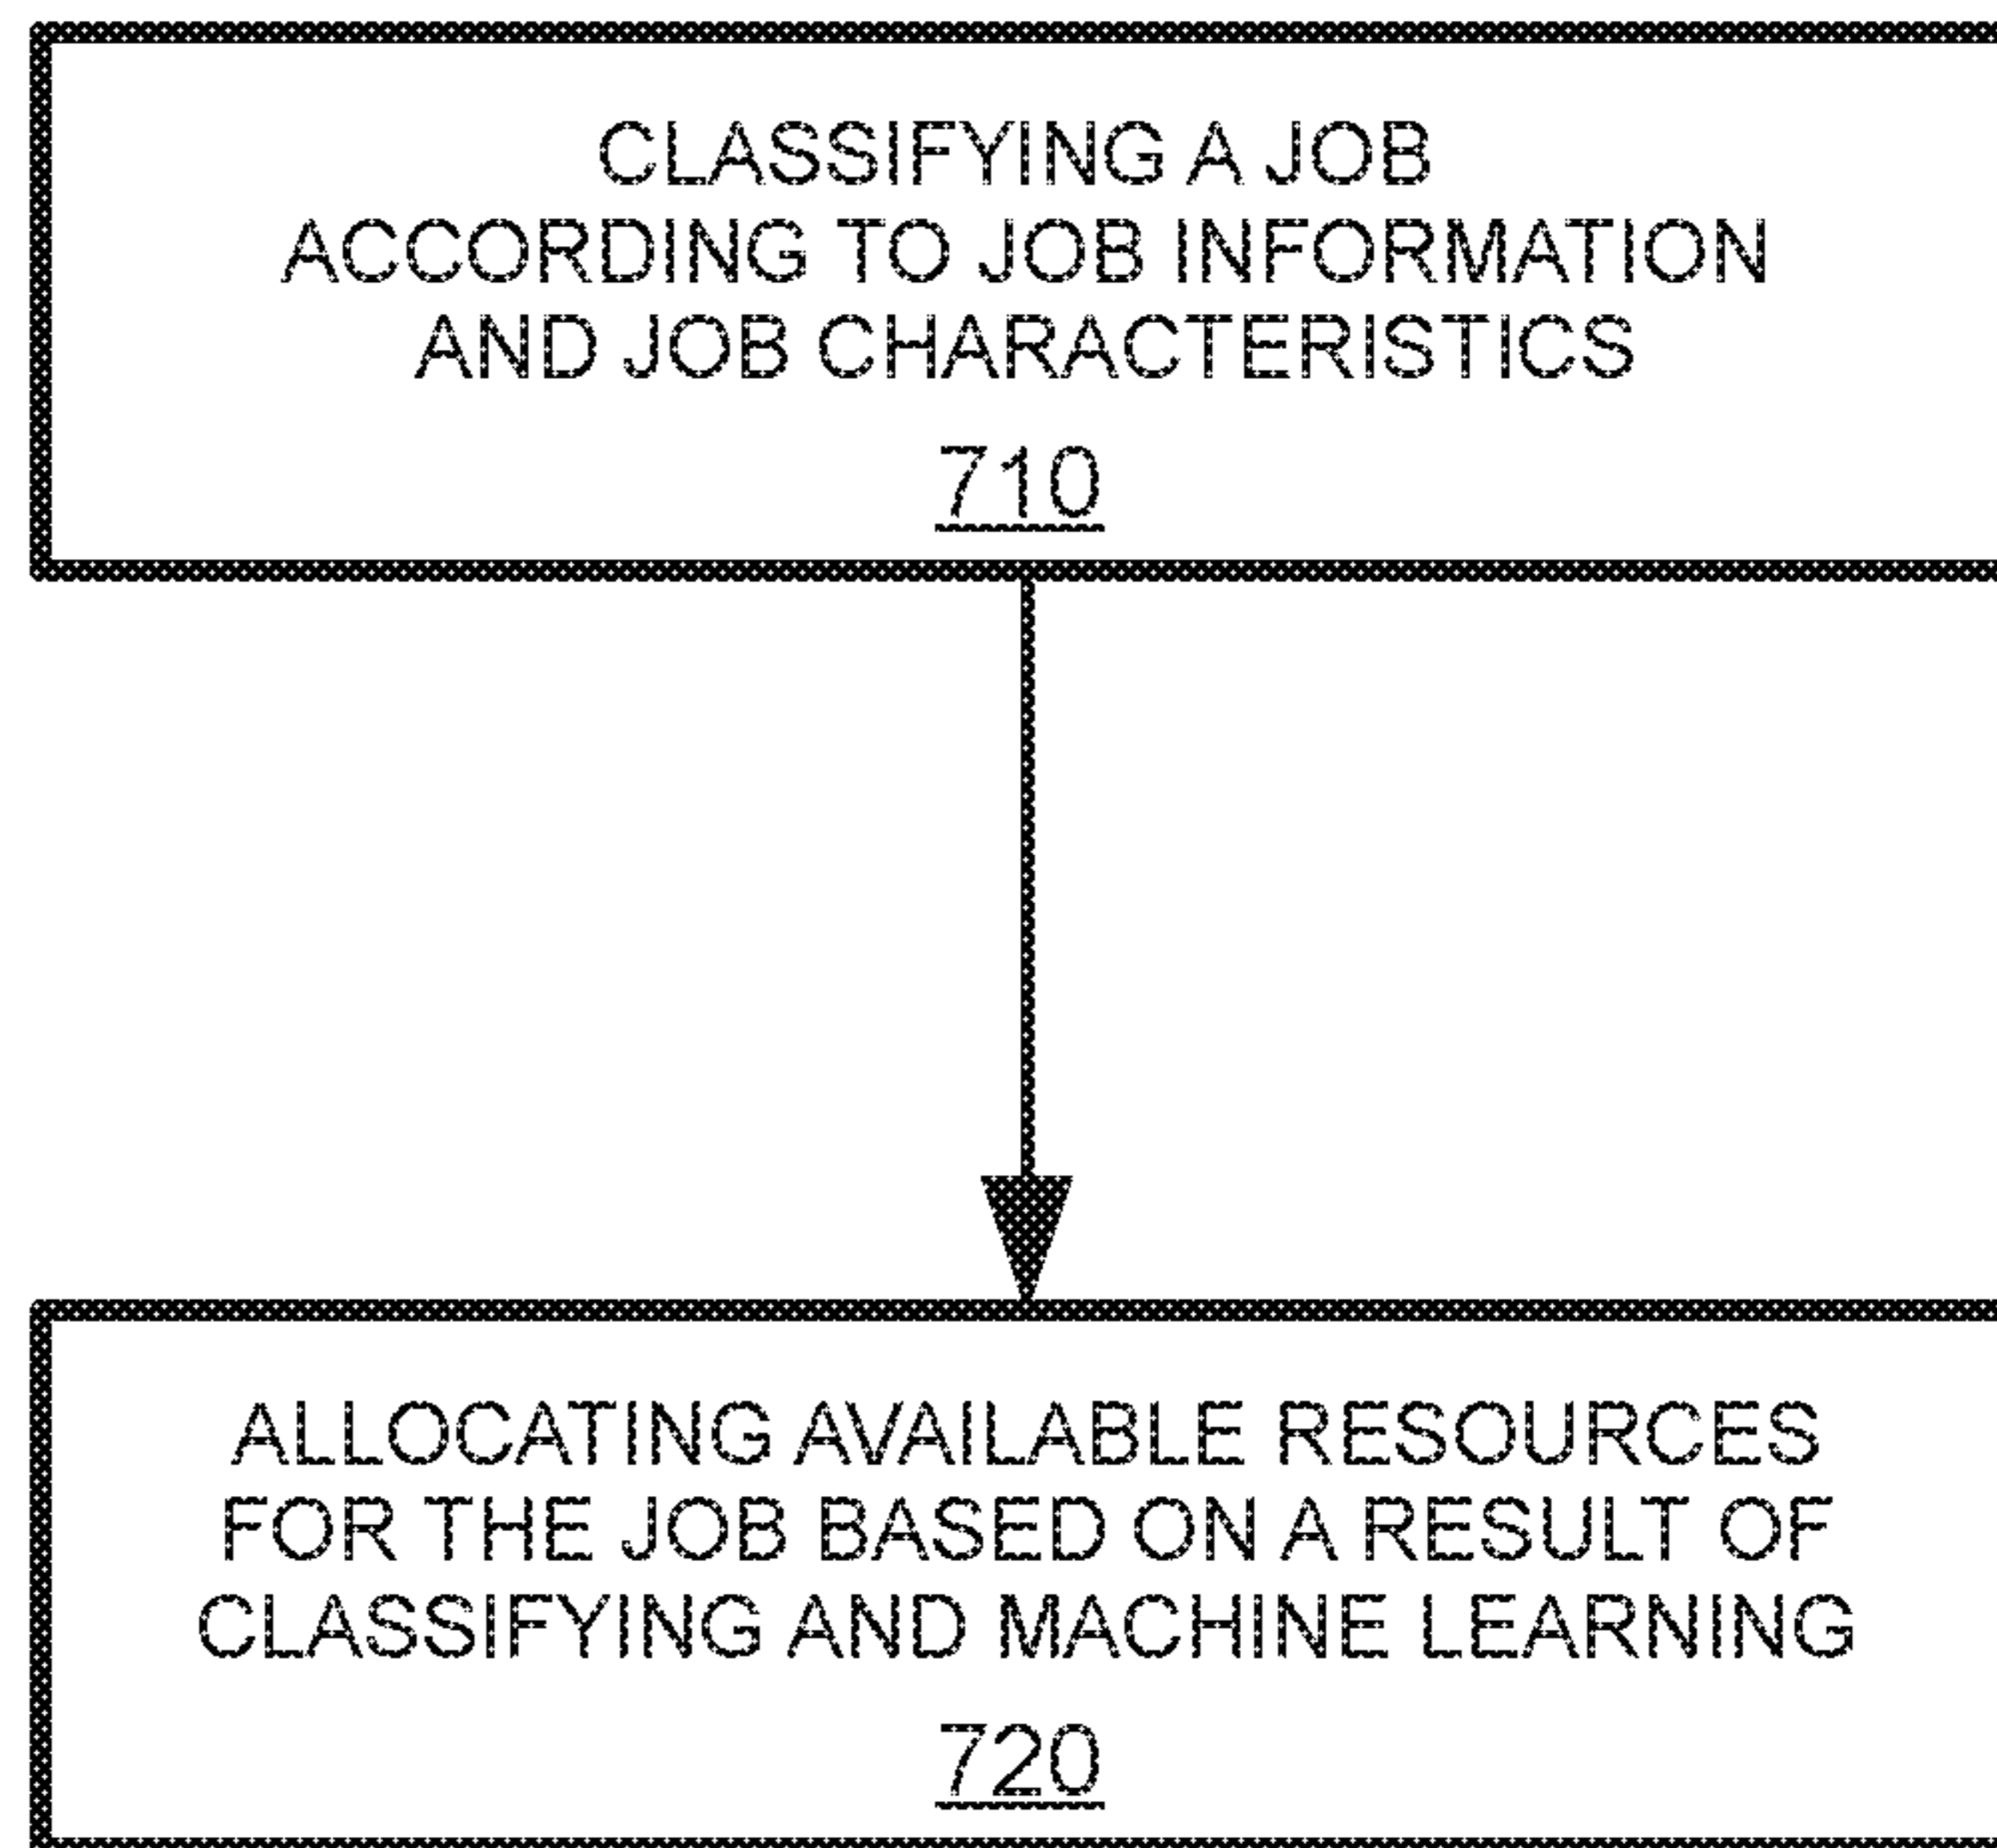 CLASSIFYING A JOB
ACCORDING TO JOB INFORMATION
AND JOB CHARACTERISTICS
710
ALLOCATING AVAILABLE RESOURCES
FOR THE JOB BASED ON A RESULT OF
CLASSIFYING AND MACHINE LEARNING
720